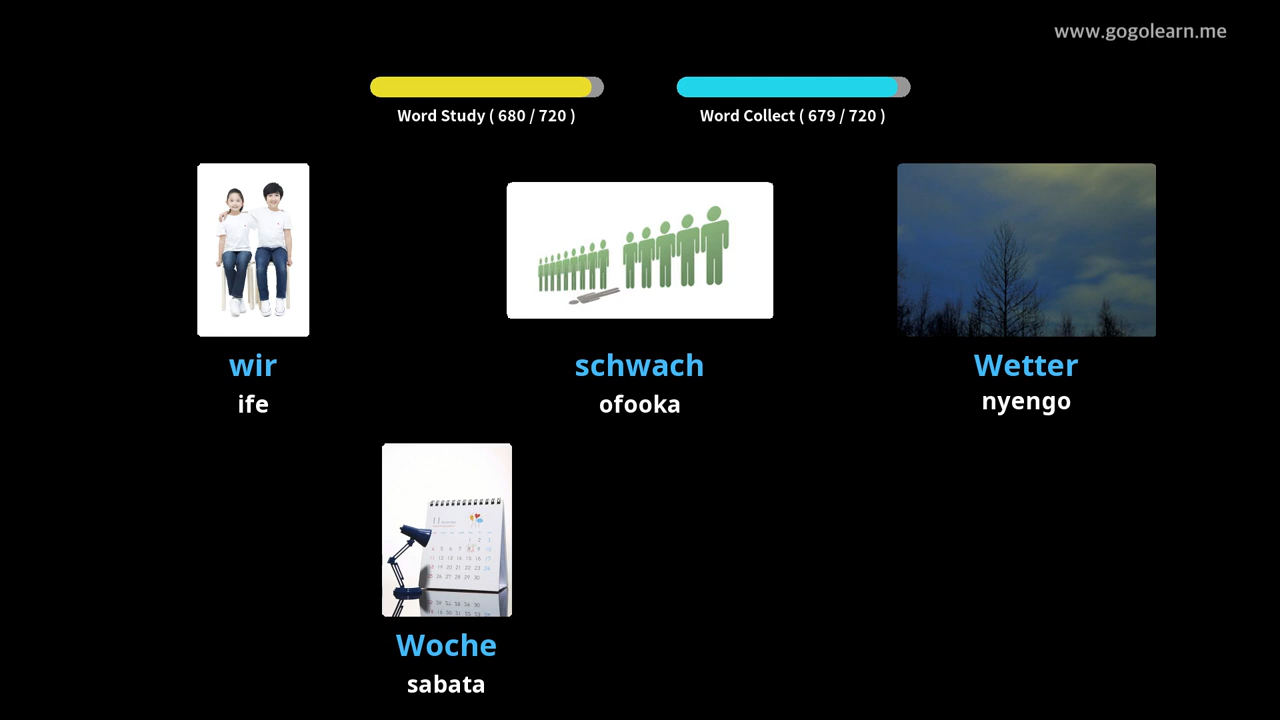 www.gogolearn.me
Word Study ( 680 / 720 )
Word Collect ( 679 / 720 )
wir
ife
schwach
ofooka
Wetter
nyengo
Woche
sabata